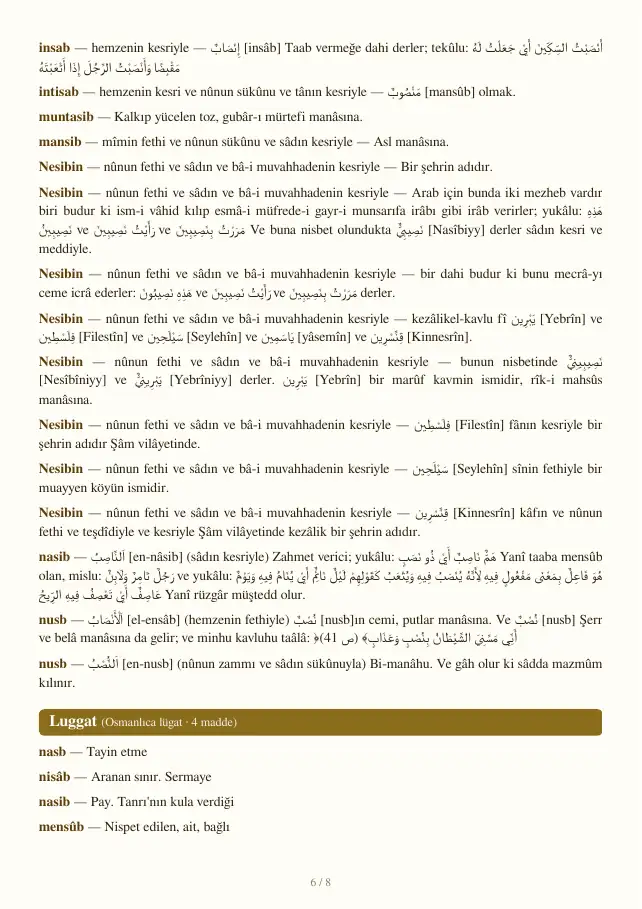 insab — hemzenin kesriyle — إِنْصَابٌ [insâb] Taab vermeğe dahi derler; tekûlu: أَنْصَبْتُ السِّكِّينَ أَيْ جَعَلْتُ لَهُ
مَقْبِضًا وَأَنْصَبْتُ الرَّجُلَ إِذَا أَتْعَبْتَهُ
intisab — hemzenin kesri ve nûnun sükûnu ve tânın kesriyle — مَنْصُوبٌ [mansûb] olmak.
muntasib — Kalkıp yücelen toz, gubâr-ı mürtefi manâsına.
mansib — mîmin fethi ve nûnun sükûnu ve sâdın kesriyle — Asl manâsına.
Nesibin — nûnun fethi ve sâdın ve bâ-i muvahhadenin kesriyle — Bir şehrin adıdır.
Nesibin — nûnun fethi ve sâdın ve bâ-i muvahhadenin kesriyle — Arab için bunda iki mezheb vardır
biri budur ki ism-i vâhid kılıp esmâ-i müfrede-i gayr-i munsarıfa irâbı gibi irâb verirler; yukâlu: هَذِهِ
نَصِيبِينُ ve رَأَيْتُ نَصِيبِينَ ve مَرَرْتُ بِنَصِيبِينَ Ve buna nisbet olundukta نَصِيبِيٌّ [Nasîbiyy] derler sâdın kesri ve
meddiyle.
Nesibin — nûnun fethi ve sâdın ve bâ-i muvahhadenin kesriyle — bir dahi budur ki bunu mecrâ-yı
ceme icrâ ederler: هَذِهِ نَصِيبُونَ ve رَأَيْتُ نَصِيبِينَ ve مَرَرْتُ بِنَصِيبِينَ derler.
Nesibin — nûnun fethi ve sâdın ve bâ-i muvahhadenin kesriyle — kezâlikel-kavlu fî يَبْرِين [Yebrîn] ve
فِلَسْطِين [Filestîn] ve سَيْلَحِين [Seylehîn] ve يَاسَمِين [yâsemîn] ve قِنَّسْرِين [Kinnesrîn].
Nesibin — nûnun fethi ve sâdın ve bâ-i muvahhadenin kesriyle — bunun nisbetinde نَصِيبِينِيٌّ
[Nesîbîniyy] ve يَبْرِينِيٌّ [Yebrîniyy] derler. يَبْرِين [Yebrîn] bir marûf kavmin ismidir, rîk-i mahsûs
manâsına.
Nesibin — nûnun fethi ve sâdın ve bâ-i muvahhadenin kesriyle — فِلَسْطِين [Filestîn] fânın kesriyle bir
şehrin adıdır Şâm vilâyetinde.
Nesibin — nûnun fethi ve sâdın ve bâ-i muvahhadenin kesriyle — سَيْلَحِين [Seylehîn] sînin fethiyle bir
muayyen köyün ismidir.
Nesibin — nûnun fethi ve sâdın ve bâ-i muvahhadenin kesriyle — قِنَّسْرِين [Kinnesrîn] kâfın ve nûnun
fethi ve teşdîdiyle ve kesriyle Şâm vilâyetinde kezâlik bir şehrin adıdır.
nasib — اَلنَّاصِبُ [en-nâsib] (sâdın kesriyle) Zahmet verici; yukâlu: هَمٌّ نَاصِبٌ أَيْ ذُو نَصَبٍ Yanî taaba mensûb
olan, mislu: رَجُلٌ تَامِرٌ وَلَابِنٌ ve yukâlu: هُوَ فَاعِلٌ بِمَعْنَى مَفْعُولٍ فِيهِ لِأَنَّهُ يُنْصَبُ فِيهِ وَيُتْعَبُ كَقَوْلِهِمْ لَيْلٌ نَائِمٌ أَيْ يُنَامُ فِيهِ وَيَوْمٌ
عَاصِفٌ أَيْ تَعْصِفُ فِيهِ الرِّيحُ Yanî rüzgâr müştedd olur.
nusb — اَلْأَنْصَابُ [el-ensâb] (hemzenin fethiyle) نُصُبٌ [nusb]ın cemi, putlar manâsına. Ve نُصْبٌ [nusb] Şerr
ve belâ manâsına da gelir; ve minhu kavluhu taâlâ: ﴿أَنِّي مَسَّنِيَ الشَّيْطَانُ بِنُصْبٍ وَعَذَابٍ﴾ (ص 41)
nusb — اَلنُّصْبُ [en-nusb] (nûnun zammı ve sâdın sükûnuyla) Bi-manâhu. Ve gâh olur ki sâdda mazmûm
kılınır.
Luggat (Osmanlıca lügat · 4 madde)
nasb — Tayin etme
nisâb — Aranan sınır. Sermaye
nasib — Pay. Tanrı'nın kula verdiği
mensûb — Nispet edilen, ait, bağlı
6 / 8